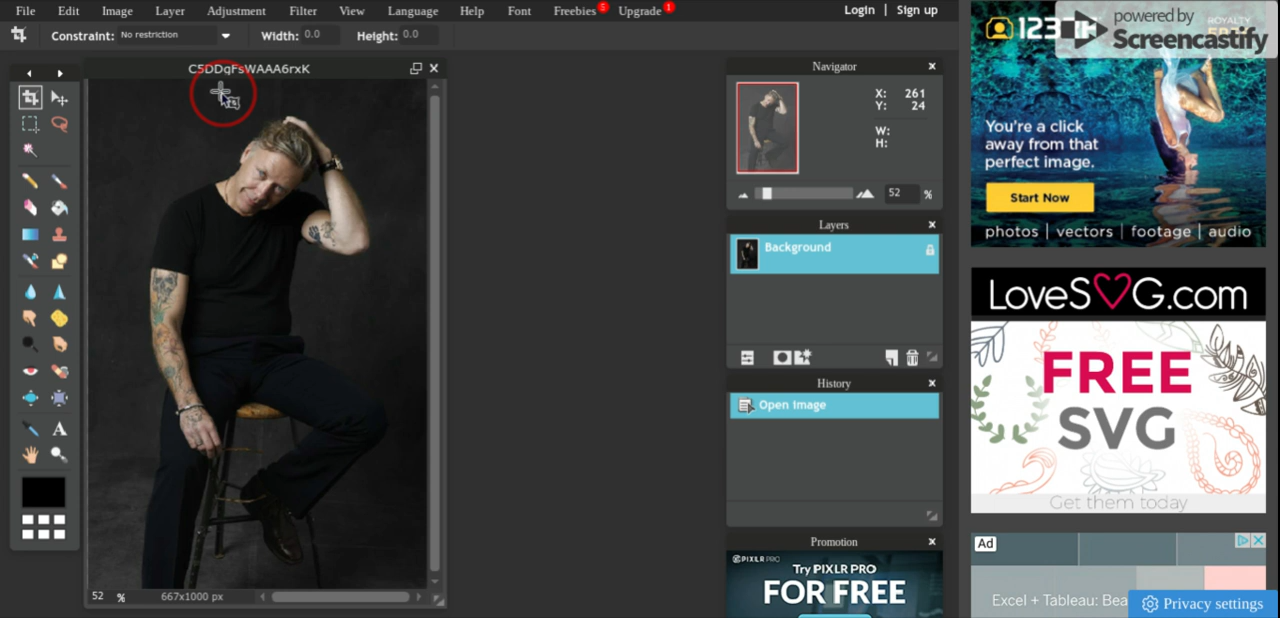 File Edit Image Layer Adjustment Filter View Language Help Font Freebies 5 Upgrade 1 Login | Sign up
Constraint: No restriction Width: 0.0 Height: 0.0
C5DDqFsWAAA6rxK
52 % 667x1000 px
Navigator
X: 261
Y: 24
W:
H:
52 %
Layers
Background
History
Open Image
Promotion
PIXLR PRO
Try PIXLR PRO
FOR FREE
123
ROYALTY
powered by
Screencastify
You're a click
away from that
perfect image.
Start Now
photos | vectors | footage | audio
LoveSVG.com
FREE
SVG
Get them today
Ad
Excel + Tableau: Bea
Privacy settings